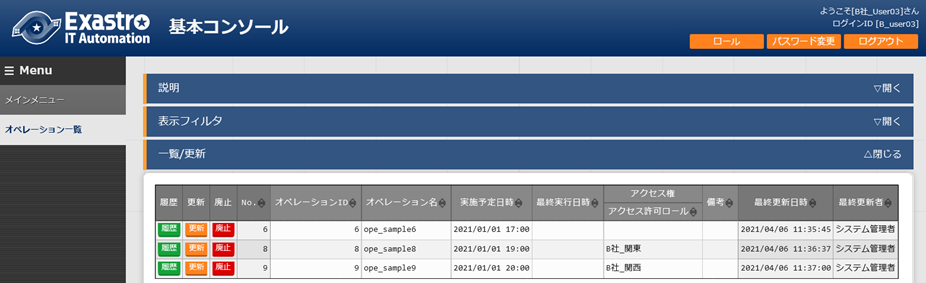 Exastro
IT Automation
基本コンソール
ようこそ[B社_User03]さん
ログインID [B_user03]
ロール パスワード変更 ログアウト
☰ Menu
メインメニュー
オペレーション一覧
説明 ▽開く
表示フィルタ ▽開く
一覧/更新 △閉じる
履歴 更新 廃止 No. オペレーションID オペレーション名 実施予定日時 最終実行日時 アクセス権 備考 最終更新日時 最終更新者
アクセス許可ロール
履歴 更新 廃止 6 6 ope_sample6 2021/01/01 17:00 2021/04/06 11:35:45 システム管理者
履歴 更新 廃止 8 8 ope_sample8 2021/01/01 19:00 B社_関東 2021/04/06 11:36:37 システム管理者
履歴 更新 廃止 9 9 ope_sample9 2021/01/01 20:00 B社_関西 2021/04/06 11:37:00 システム管理者